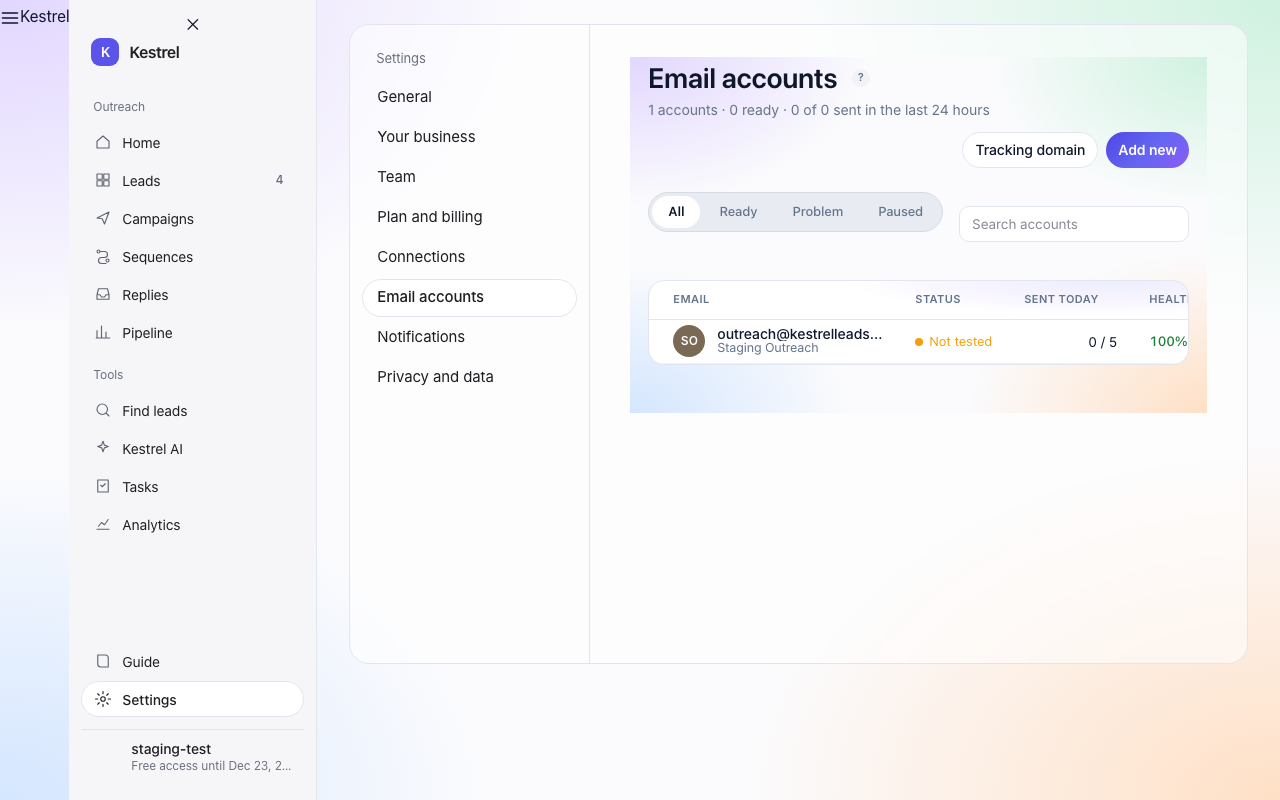 Kestrel
K
Kestrel
Outreach
Home
Leads 4
Campaigns
Sequences
Replies
Pipeline
Tools
Find leads
Kestrel AI
Tasks
Analytics
Guide
Settings
staging-test
Free access until Dec 23, 2...
Settings
General
Your business
Team
Plan and billing
Connections
Email accounts
Notifications
Privacy and data
Email accounts ?
1 accounts · 0 ready · 0 of 0 sent in the last 24 hours
Tracking domain Add new
All Ready Problem Paused
Search accounts
EMAIL STATUS SENT TODAY HEALT
SO outreach@kestrelleads... Not tested 0 / 5 100%
Staging Outreach